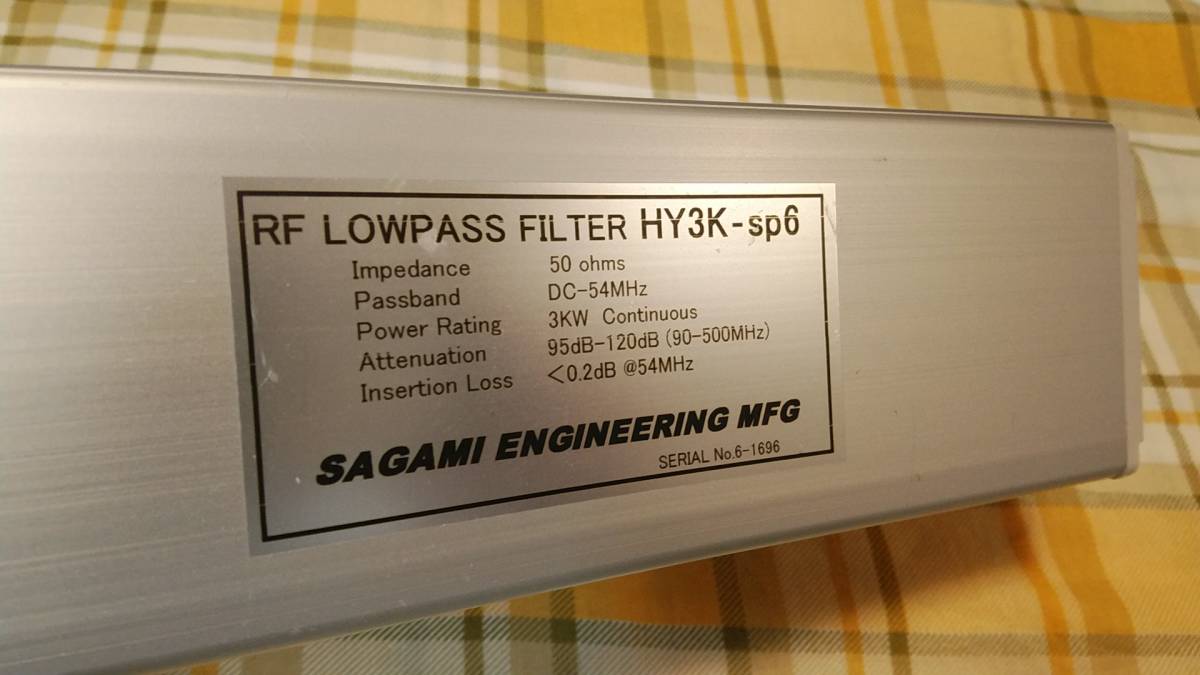 RF LOWPASS FILTER HY3K-sp6
Impedance 50 ohms
Passband DC-54MHz
Power Rating 3KW Continuous
Attenuation 95dB-120dB (90-500MHz)
Insertion Loss <0.2dB @54MHz
SAGAMI ENGINEERING MFG
SERIAL No.6-1696